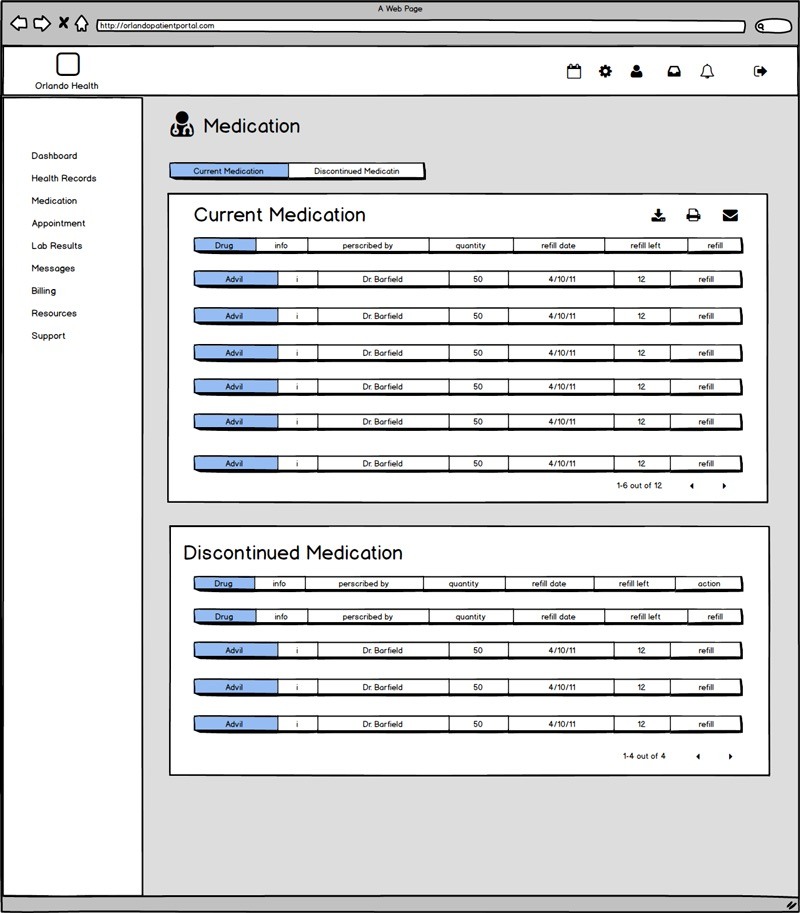 A Web Page
http://orlandopatientportal.com
Orlando Health
Dashboard
Health Records
Medication
Appointment
Lab Results
Messages
Billing
Resources
Support
Medication
Current Medication Discontinued Medicatin
Current Medication
Drug info perscribed by quantity refill date refill left refill
Advil i Dr. Barfield 50 4/10/11 12 refill
Advil i Dr. Barfield 50 4/10/11 12 refill
Advil i Dr. Barfield 50 4/10/11 12 refill
Advil i Dr. Barfield 50 4/10/11 12 refill
Advil i Dr. Barfield 50 4/10/11 12 refill
Advil i Dr. Barfield 50 4/10/11 12 refill
1-6 out of 12
Discontinued Medication
Drug info perscribed by quantity refill date refill left action
Drug info perscribed by quantity refill date refill left refill
Advil i Dr. Barfield 50 4/10/11 12 refill
Advil i Dr. Barfield 50 4/10/11 12 refill
Advil i Dr. Barfield 50 4/10/11 12 refill
1-4 out of 4